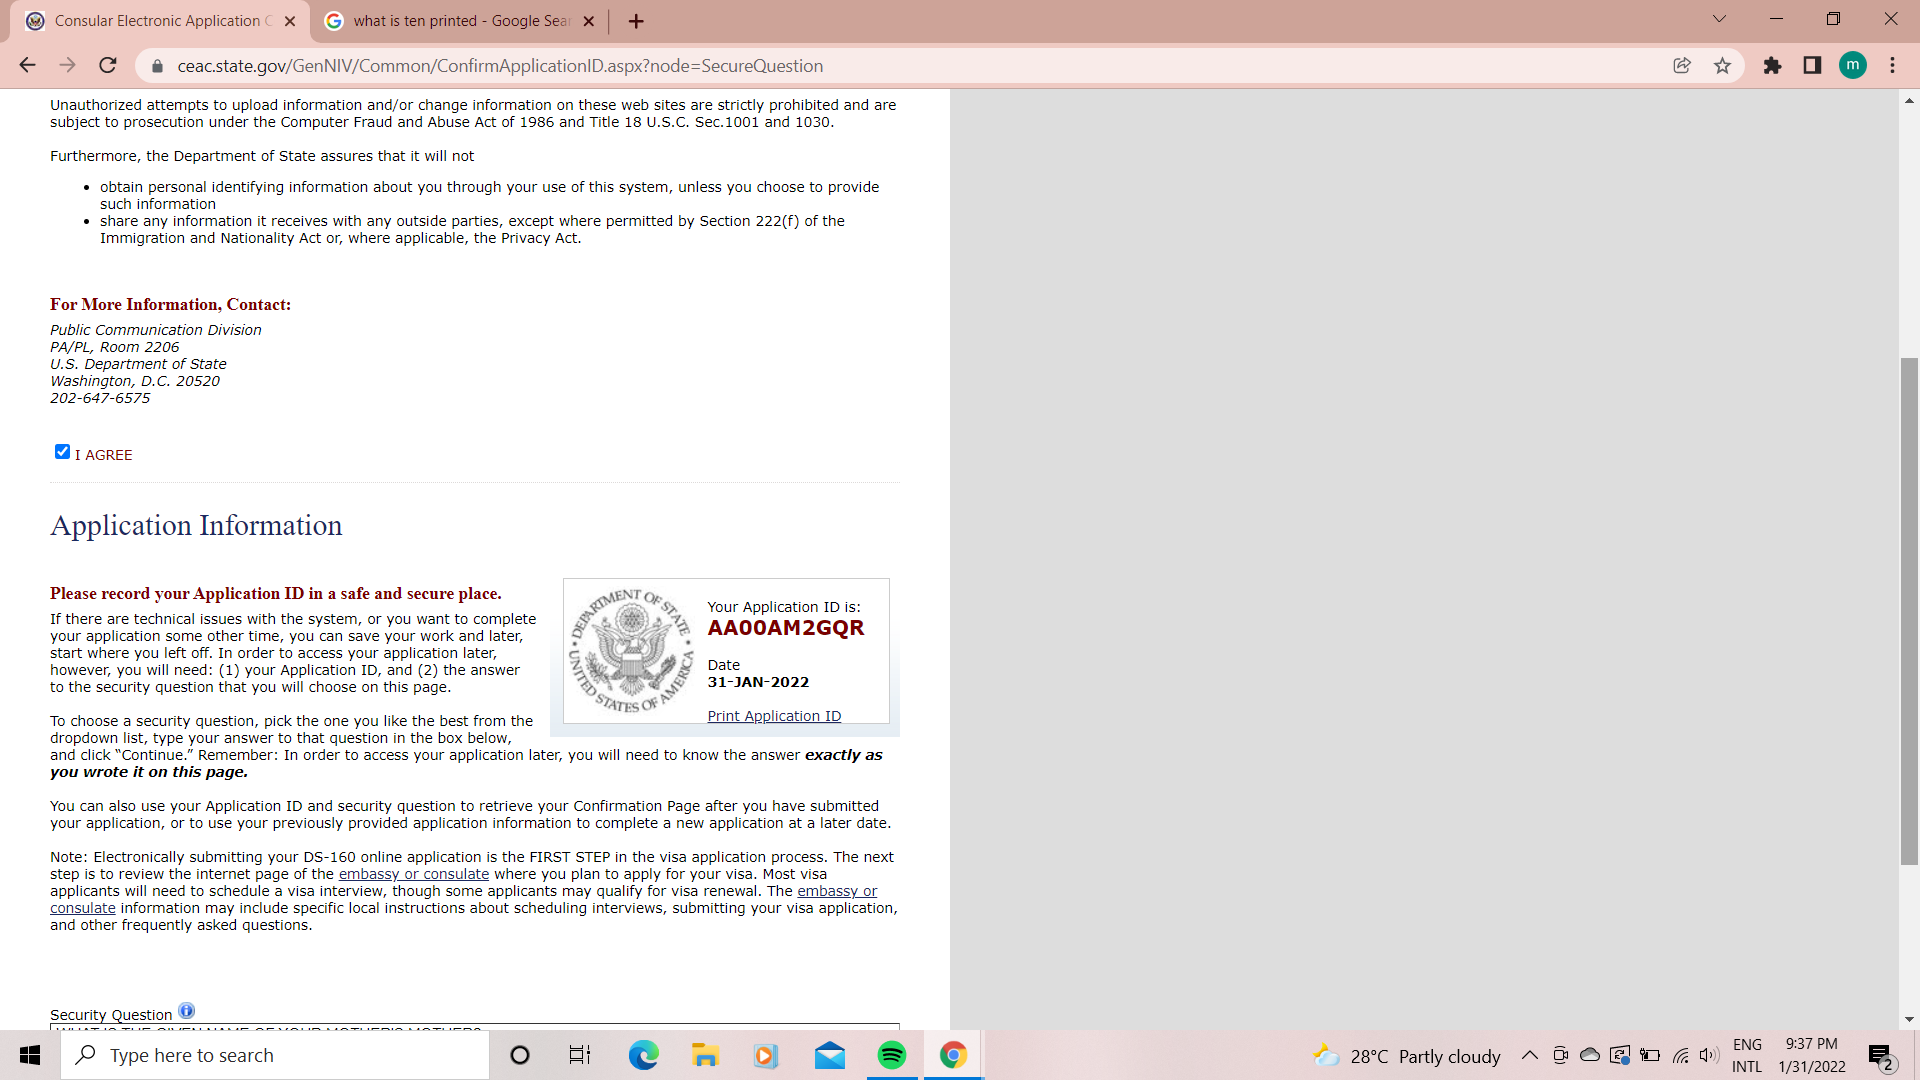 Consular Electronic Application C
what is ten printed - Google Sear
ceac.state.gov/GenNIV/Common/ConfirmApplicationID.aspx?node=SecureQuestion
m
Unauthorized attempts to upload information and/or change information on these web sites are strictly prohibited and are
subject to prosecution under the Computer Fraud and Abuse Act of 1986 and Title 18 U.S.C. Sec.1001 and 1030.
Furthermore, the Department of State assures that it will not
• obtain personal identifying information about you through your use of this system, unless you choose to provide
such information
• share any information it receives with any outside parties, except where permitted by Section 222(f) of the
Immigration and Nationality Act or, where applicable, the Privacy Act.
For More Information, Contact:
Public Communication Division
PA/PL, Room 2206
U.S. Department of State
Washington, D.C. 20520
202-647-6575
I AGREE
Application Information
Please record your Application ID in a safe and secure place.
If there are technical issues with the system, or you want to complete
your application some other time, you can save your work and later,
start where you left off. In order to access your application later,
however, you will need: (1) your Application ID, and (2) the answer
to the security question that you will choose on this page.
DEPARTMENT OF STATE
UNITED STATES OF AMERICA
Your Application ID is:
AA00AM2GQR
Date
31-JAN-2022
Print Application ID
To choose a security question, pick the one you like the best from the
dropdown list, type your answer to that question in the box below,
and click “Continue.” Remember: In order to access your application later, you will need to know the answer exactly as
you wrote it on this page.
You can also use your Application ID and security question to retrieve your Confirmation Page after you have submitted
your application, or to use your previously provided application information to complete a new application at a later date.
Note: Electronically submitting your DS-160 online application is the FIRST STEP in the visa application process. The next
step is to review the internet page of the embassy or consulate where you plan to apply for your visa. Most visa
applicants will need to schedule a visa interview, though some applicants may qualify for visa renewal. The embassy or
consulate information may include specific local instructions about scheduling interviews, submitting your visa application,
and other frequently asked questions.
Security Question
WHAT IS THE GIVEN NAME OF YOUR MOTHER'S MOTHER?
Type here to search
28°C Partly cloudy
ENG
INTL
9:37 PM
1/31/2022
2